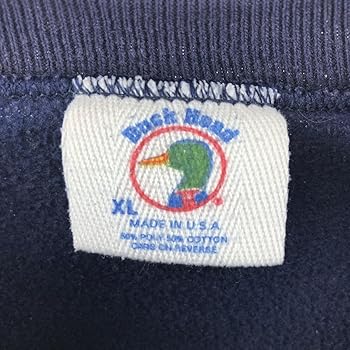 Duck Head
XL
MADE IN U.S.A.
50% POLY 50% COTTON
CARE ON REVERSE